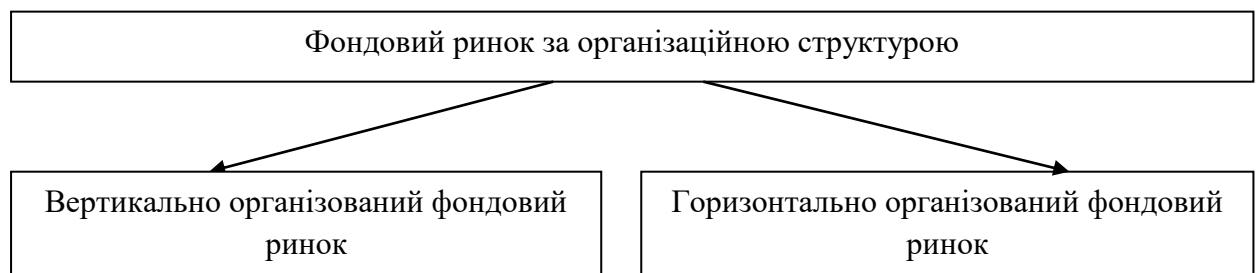 Фондовий ринок за організаційною структурою
Вертикально організований фондовий
ринок
Горизонтально організований фондовий
ринок